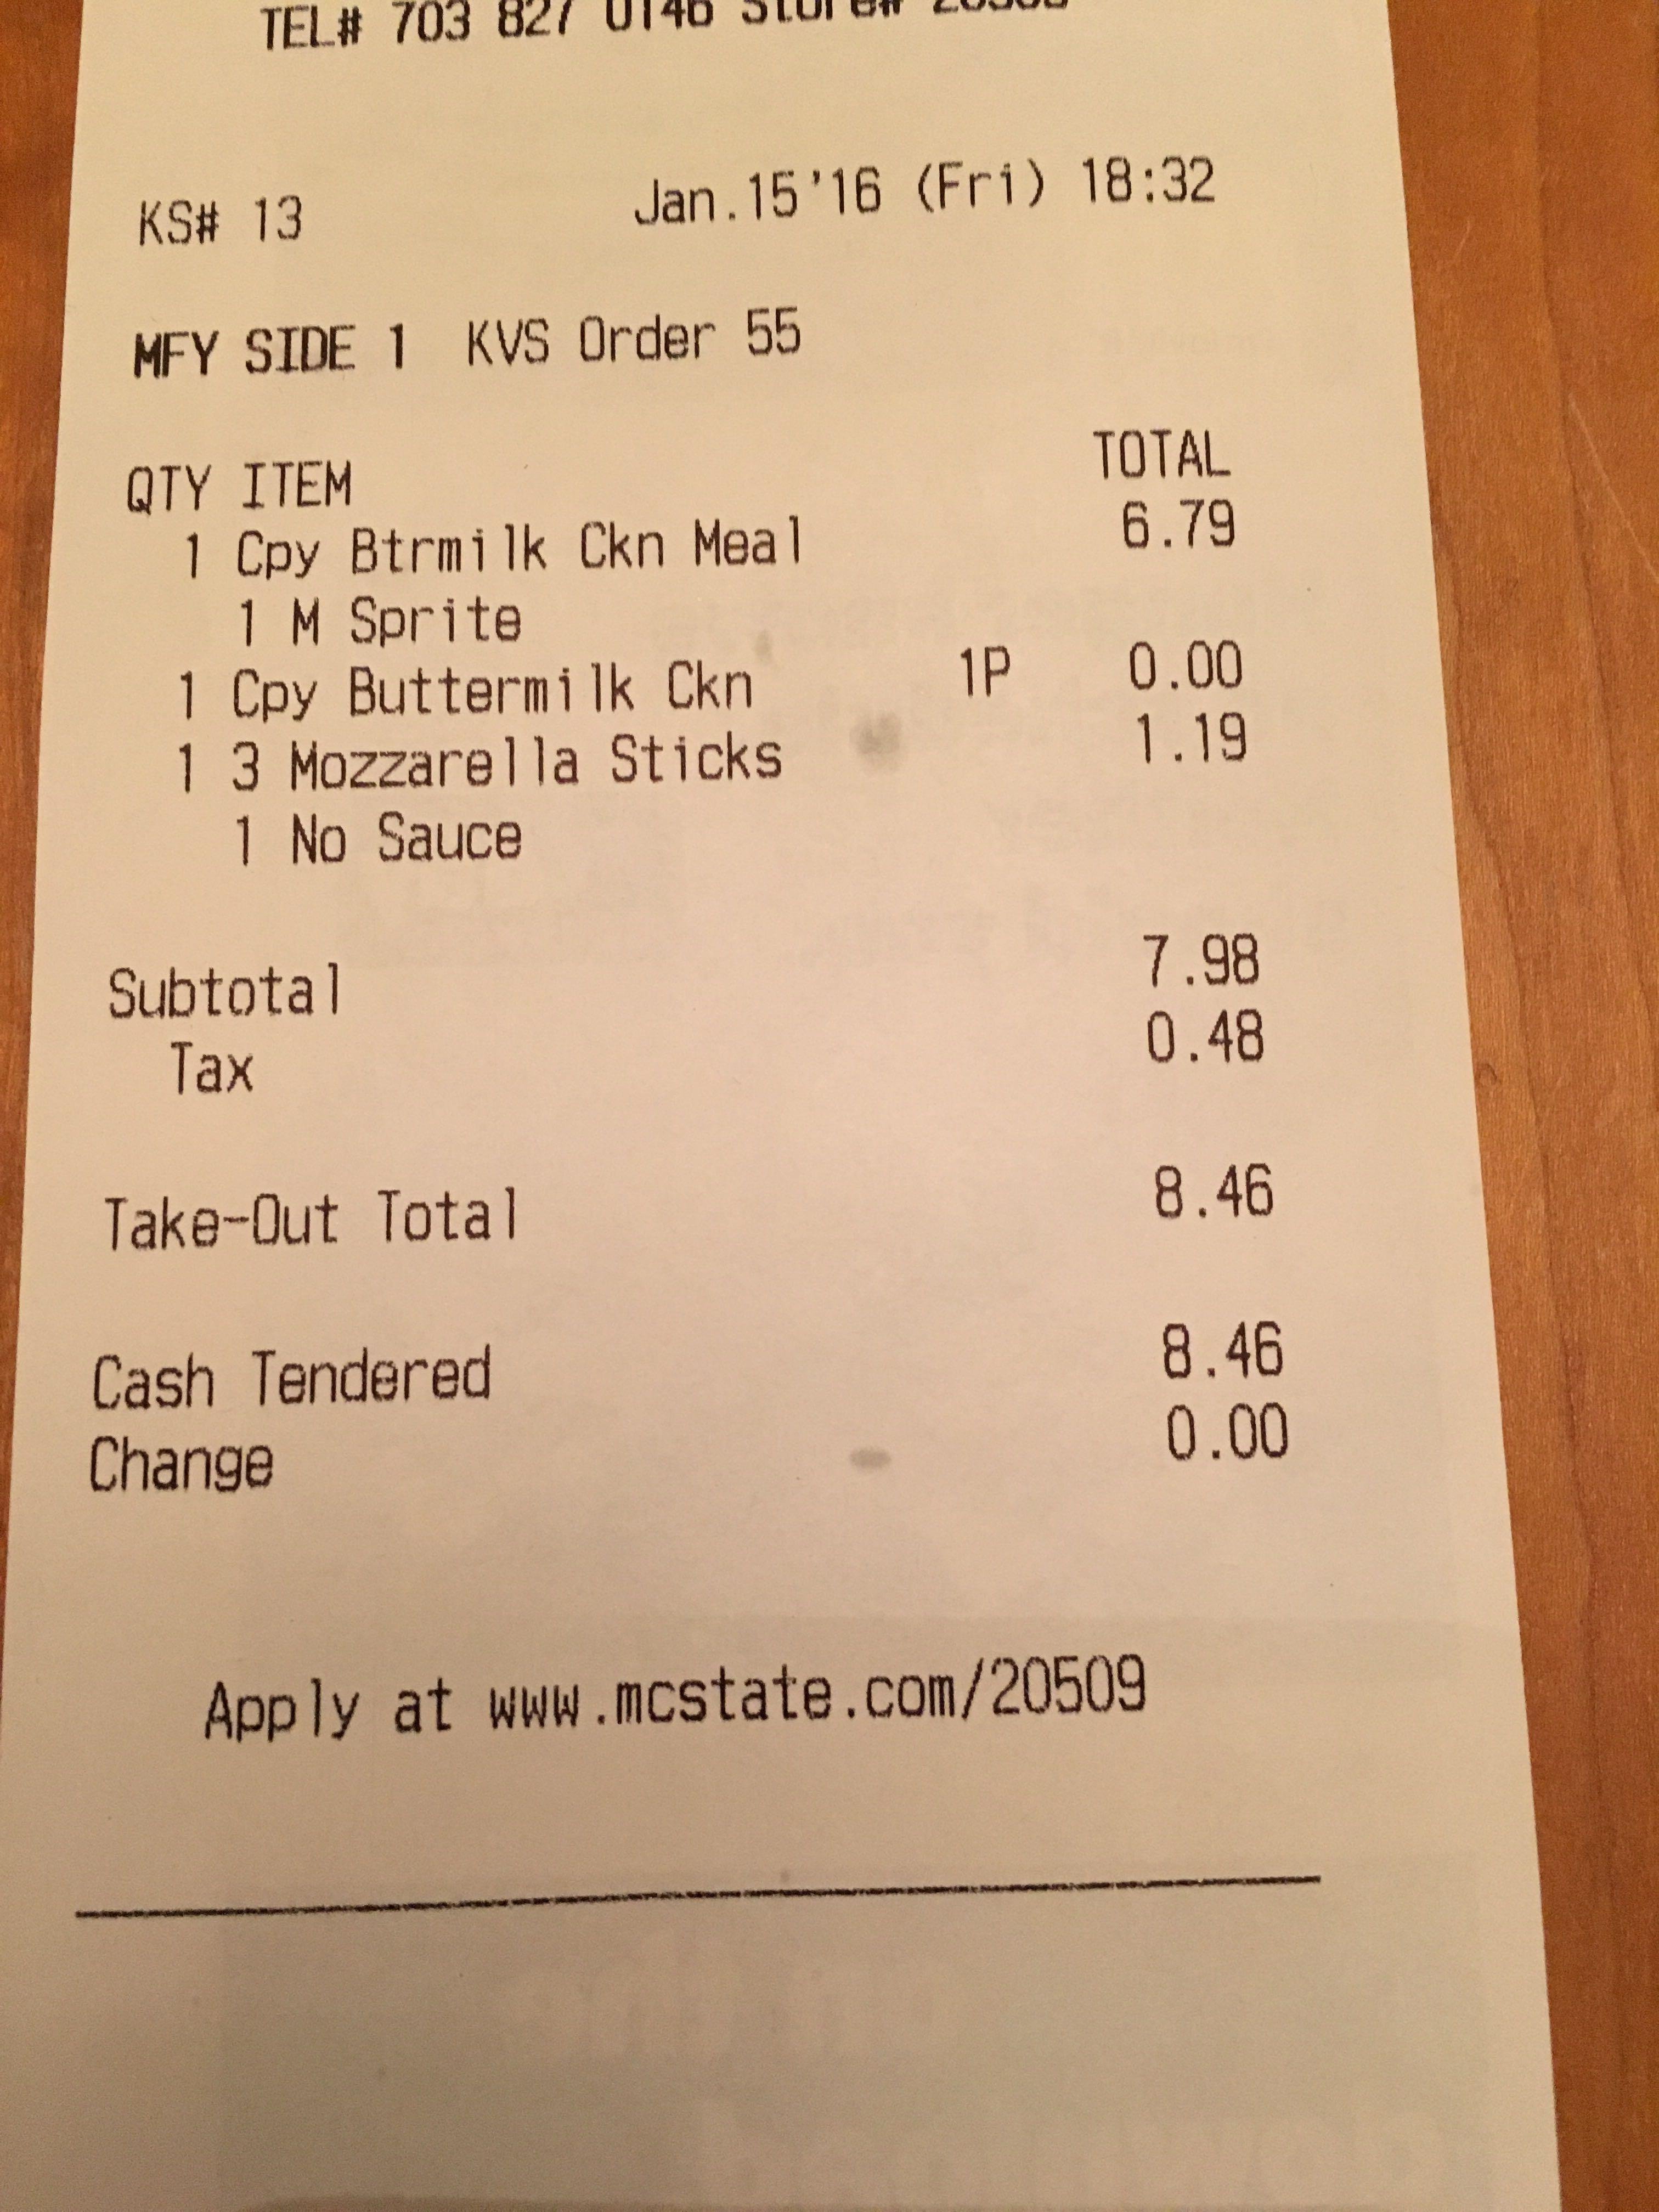 TEL# 703 827 0146 Store#
KS# 13 Jan.15'16 (Fri) 18:32
MFY SIDE 1 KVS Order 55
QTY ITEM TOTAL
1 Cpy Btrmilk Ckn Meal 6.79
1 M Sprite
1 Cpy Buttermilk Ckn 1P 0.00
1 3 Mozzarella Sticks 1.19
1 No Sauce
Subtotal 7.98
Tax 0.48
Take-Out Total 8.46
Cash Tendered 8.46
Change 0.00
Apply at www.mcstate.com/20509